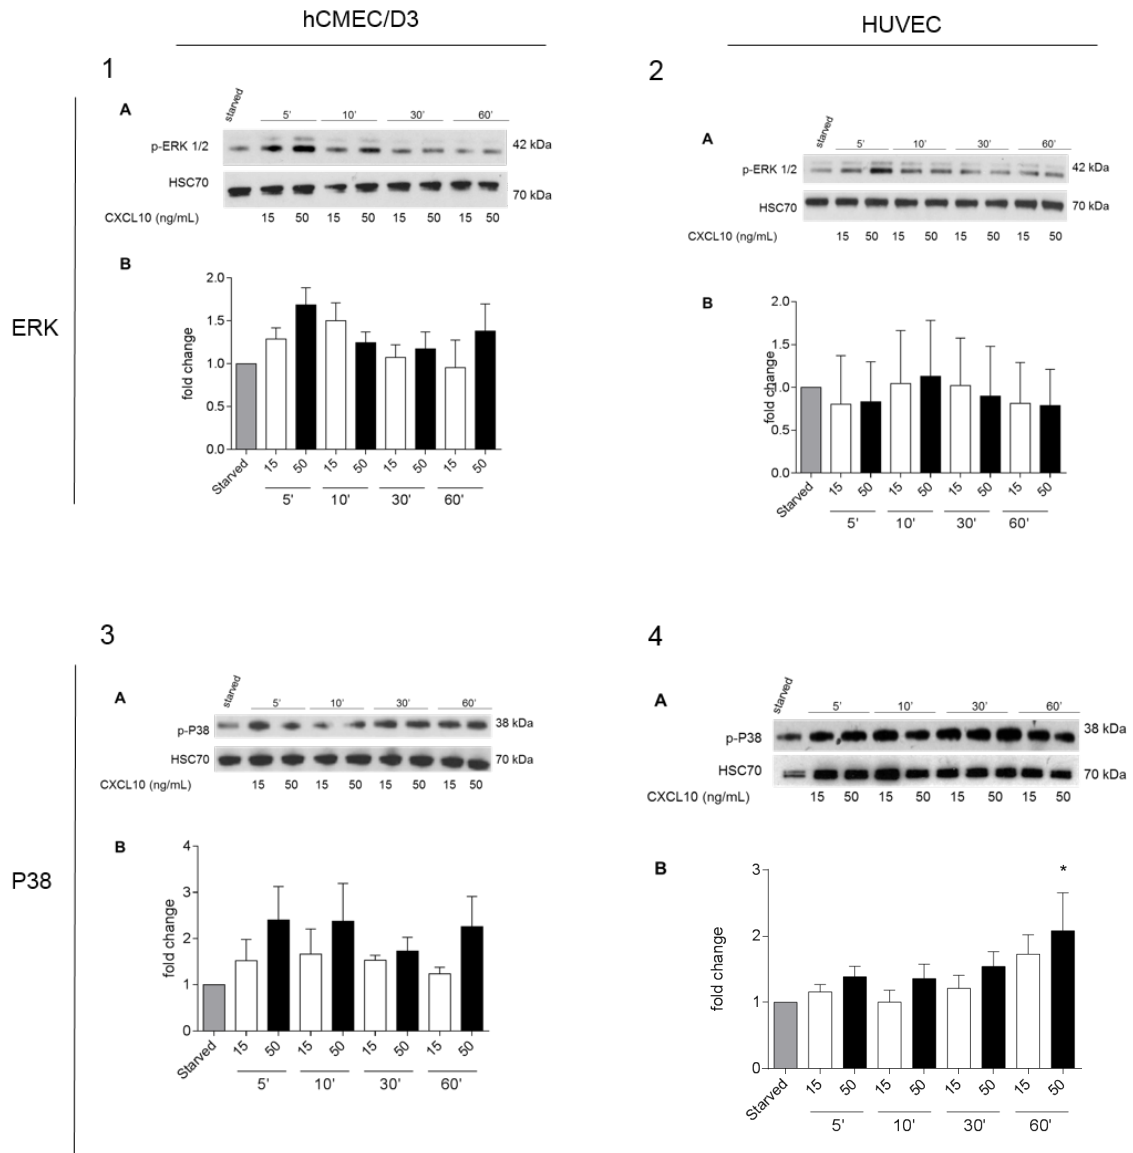 hCMEC/D3
HUVEC
ERK
P38
1
A
starved
5' 10' 30' 60'
p-ERK 1/2
42 kDa
HSC70
70 kDa
CXCL10 (ng/mL) 15 50 15 50 15 50 15 50
B
fold change
2.0
1.5
1.0
0.5
0.0
Starved 15 50 15 50 15 50 15 50
5' 10' 30' 60'
2
A
starved
5' 10' 30' 60'
p-ERK 1/2
42 kDa
HSC70
70 kDa
CXCL10 (ng/mL) 15 50 15 50 15 50 15 50
B
fold change
2.0
1.5
1.0
0.5
0.0
Starved 15 50 15 50 15 50 15 50
5' 10' 30' 60'
3
A
starved
5' 10' 30' 60'
p-P38
38 kDa
HSC70
70 kDa
CXCL10 (ng/mL) 15 50 15 50 15 50 15 50
B
fold change
4
3
2
1
0
Starved 15 50 15 50 15 50 15 50
5' 10' 30' 60'
4
A
starved
5' 10' 30' 60'
p-P38
38 kDa
HSC70
70 kDa
CXCL10 (ng/mL) 15 50 15 50 15 50 15 50
B
fold change
3
2
1
0
*
Starved 15 50 15 50 15 50 15 50
5' 10' 30' 60'